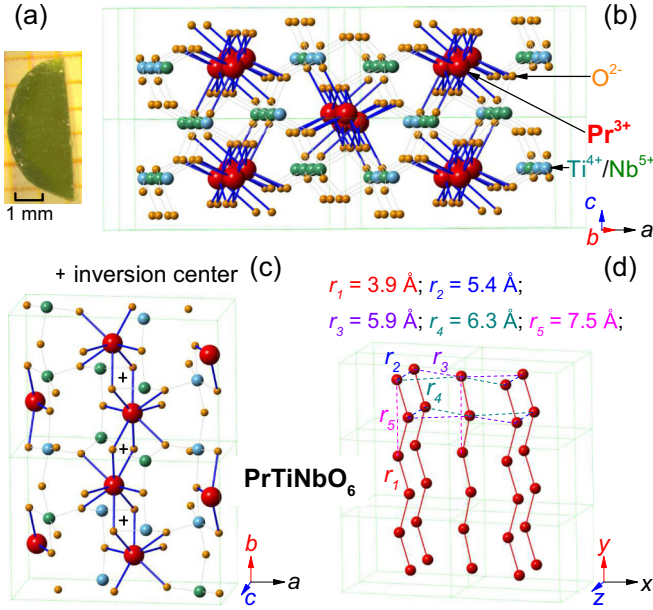 (a)
1 mm
(b)
O²⁻
Pr³⁺
Ti⁴⁺/Nb⁵⁺
c
b
a
+ inversion center
(c)
+
+
+
b
a
c
PrTiNbO₆
(d)
r₁ = 3.9 Å; r₂ = 5.4 Å;
r₃ = 5.9 Å; r₄ = 6.3 Å; r₅ = 7.5 Å;
r₂
r₃
r₄
r₅
r₁
y
x
z